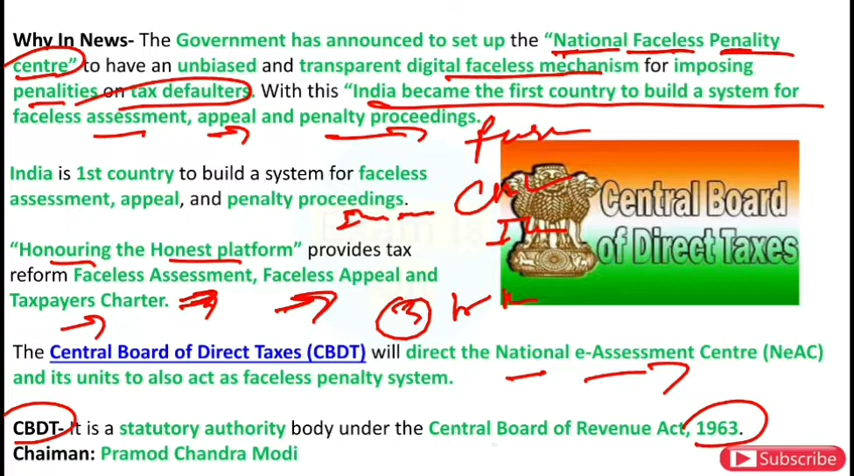 Why In News- The Government has announced to set up the “National Faceless Penality
centre” to have an unbiased and transparent digital faceless mechanism for imposing
penalities on tax defaulters. With this “India became the first country to build a system for
faceless assessment, appeal and penalty proceedings.
India is 1st country to build a system for faceless
assessment, appeal, and penalty proceedings.
Central Board
of Direct Taxes
“Honouring the Honest platform” provides tax
reform Faceless Assessment, Faceless Appeal and
Taxpayers Charter.
The Central Board of Direct Taxes (CBDT) will direct the National e-Assessment Centre (NeAC)
and its units to also act as faceless penalty system.
CBDT- It is a statutory authority body under the Central Board of Revenue Act, 1963.
Chaiman: Pramod Chandra Modi
Subscribe